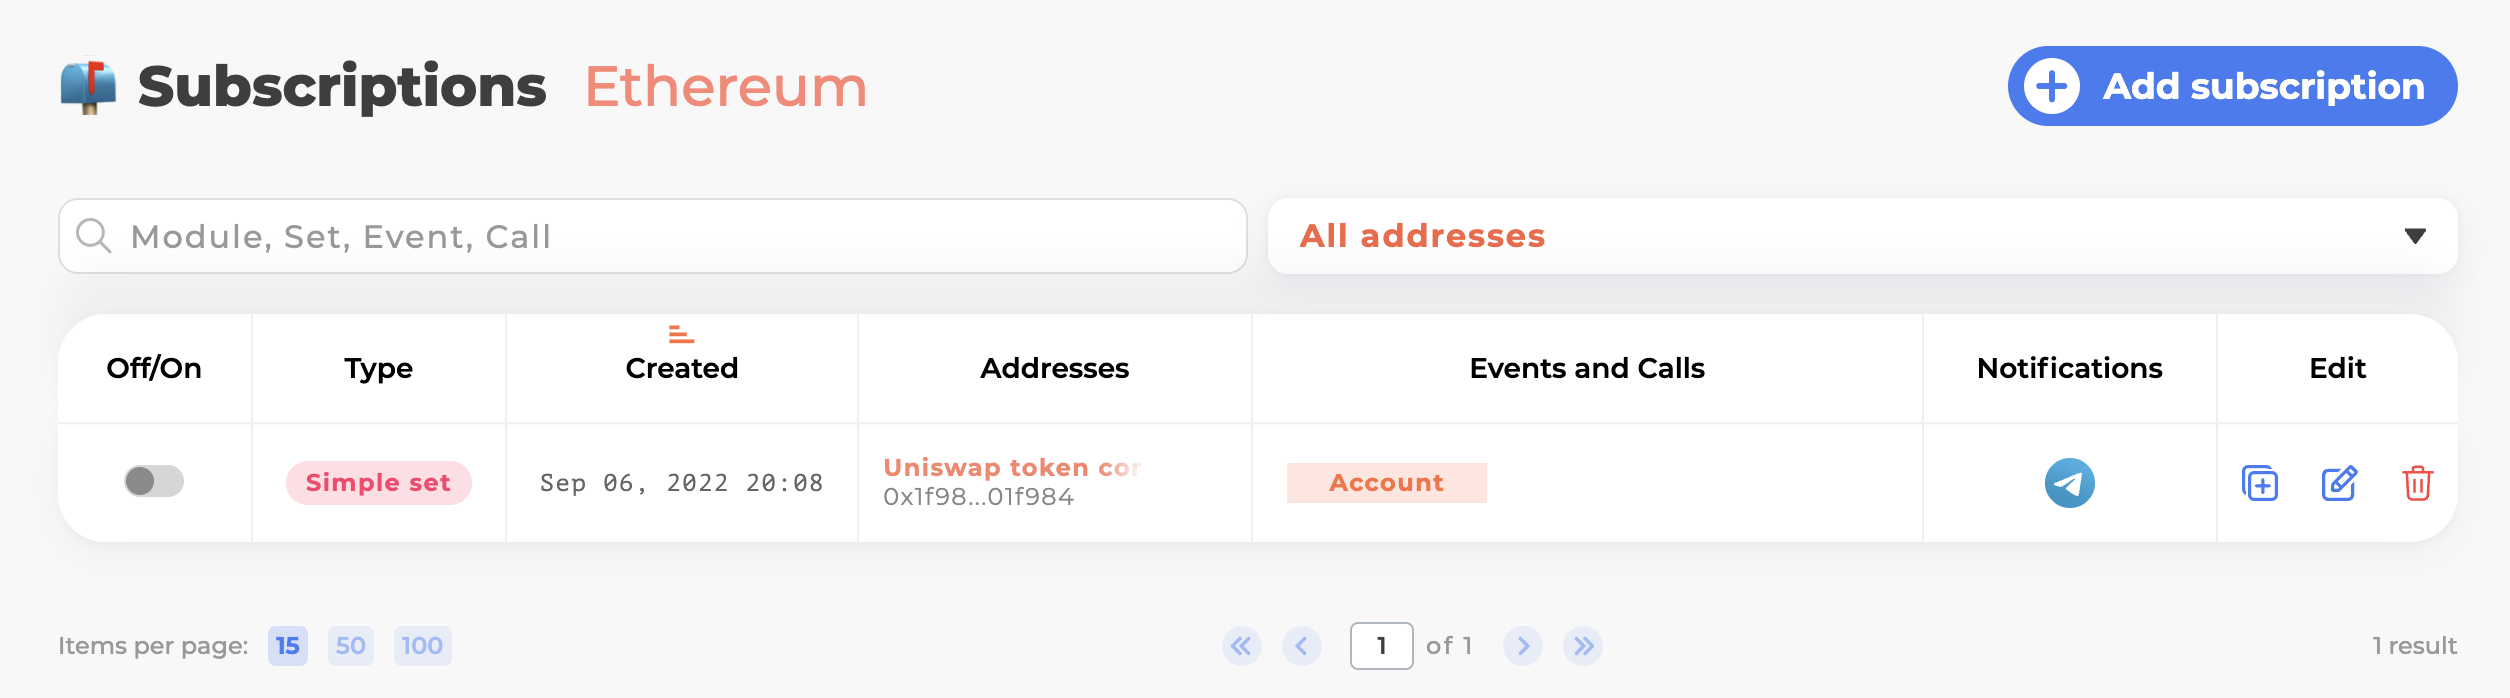 Subscriptions Ethereum
Add subscription
Module, Set, Event, Call
All addresses
Off/On Type Created Addresses Events and Calls Notifications Edit
Simple set Sep 06, 2022 20:08 Uniswap token cor Account
0x1f98...01f984
Items per page: 15 50 100 1 of 1 1 result